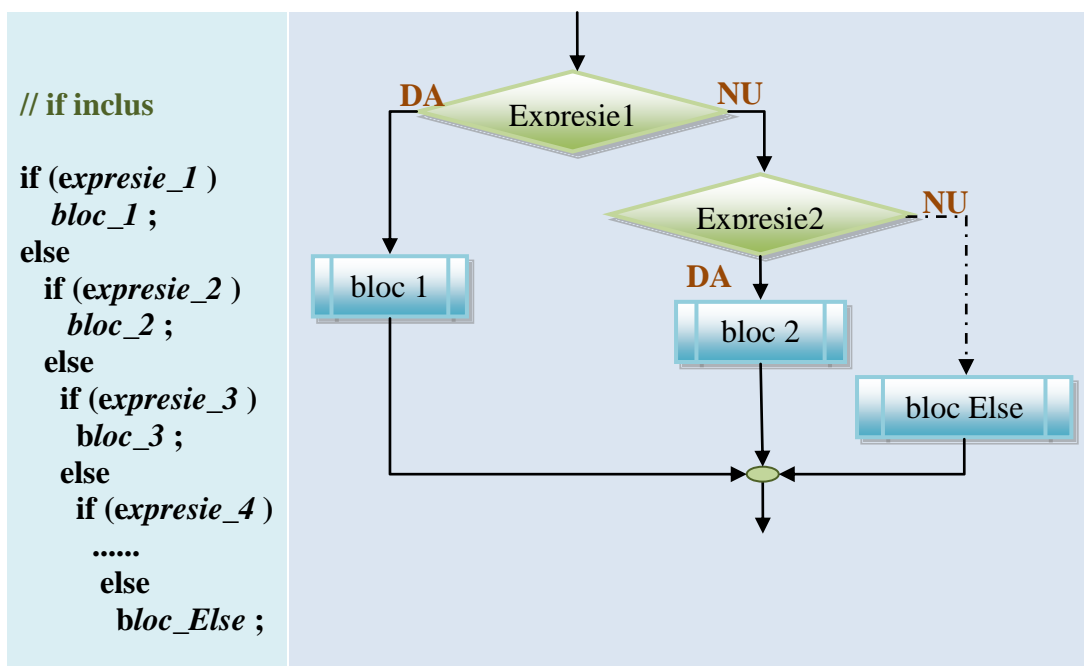 // if inclus
if (expresie_1 )
bloc_1 ;
else
if (expresie_2 )
bloc_2 ;
else
if (expresie_3 )
bloc_3 ;
else
if (expresie_4 )
......
else
bloc_Else ;
DA
Expresie1
NU
Expresie2
NU
DA
bloc 1
bloc 2
bloc Else